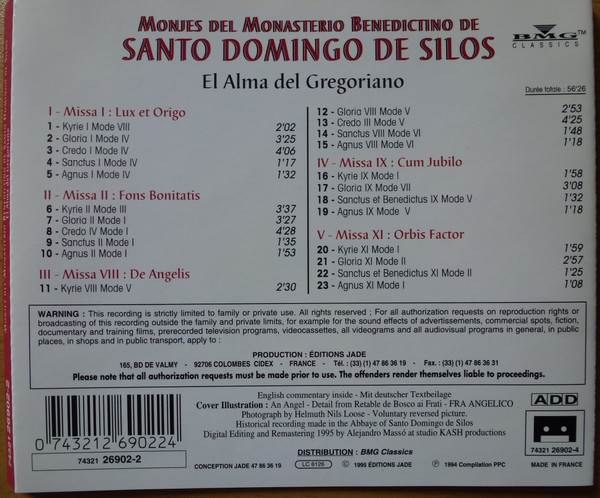 Monjes del Monasterio Benedictino de
SANTO DOMINGO DE SILOS
El Alma del Gregoriano
BMG
CLASSICS
Durée totale : 56'26
I - Missa I : Lux et Origo
1 - Kyrie I Mode VIII 2'02
2 - Gloria I Mode IV 3'25
3 - Credo I Mode IV 4'06
4 - Sanctus I Mode IV 1'17
5 - Agnus I Mode IV 1'32
II - Missa II : Fons Bonitatis
6 - Kyrie II Mode III 3'37
7 - Gloria II Mode I 3'27
8 - Credo IV Mode I 4'28
9 - Sanctus II Mode I 1'35
10 - Agnus II Mode I 1'53
III - Missa VIII : De Angelis
11 - Kyrie VIII Mode V 2'30
12 - Gloria VIII Mode V 2'53
13 - Credo III Mode V 4'25
14 - Sanctus VIII Mode VI 1'48
15 - Agnus VIII Mode VI 1'18
IV - Missa IX : Cum Jubilo
16 - Kyrie IX Mode I 1'58
17 - Gloria IX Mode VII 3'08
18 - Sanctus et Benedictus IX Mode V 1'32
19 - Agnus IX Mode V 1'18
V - Missa XI : Orbis Factor
20 - Kyrie XI Mode I 1'59
21 - Gloria XI Mode II 2'57
22 - Sanctus et Benedictus XI Mode II 1'25
23 - Agnus XI Mode I 1'08
WARNING : This recording is strictly limited to family or private use. All rights reserved ; For all authorization requests on reproduction rights or
broadcasting of this recording outside the family and private limits, for example for the sound effects of advertissements, commercial spots, fiction,
documentary and training films, prerecorded television programs, videocassettes, all videograms and all audiovisual programs in general, in public
places, in shops and in public transport, apply to :
PRODUCTION : ÉDITIONS JADE
165, BD DE VALMY - 92706 COLOMBES CIDEX - FRANCE - Tél. : (33) (1) 47 86 36 19 - Fax. : (33) (1) 47 86 36 31
Please note that all authorization requests must be made prior to use. The offenders render themselves liable to proceedings.
English commentary inside - Mit deutscher Textbeilage
Cover Illustration : An Angel - Detail from Retable de Bosco ai Frati - FRA ANGELICO
Photograph by Helmuth Nils Loose - Voluntary reversed picture.
Historical recording made in the Abbaye of Santo Domingo de Silos
Digital Editing and Remastering 1995 by Alejandro Massó at studio KASH productions
DISTRIBUTION : BMG Classics
CONCEPTION JADE 47 86 36 19
LC 8126
© 1995 ÉDITIONS JADE
℗ 1994 Compilation PPC
MADE IN FRANCE
0 743212 690224
74321 26902-2
ADD
74321 26902-4
74321 26902-2